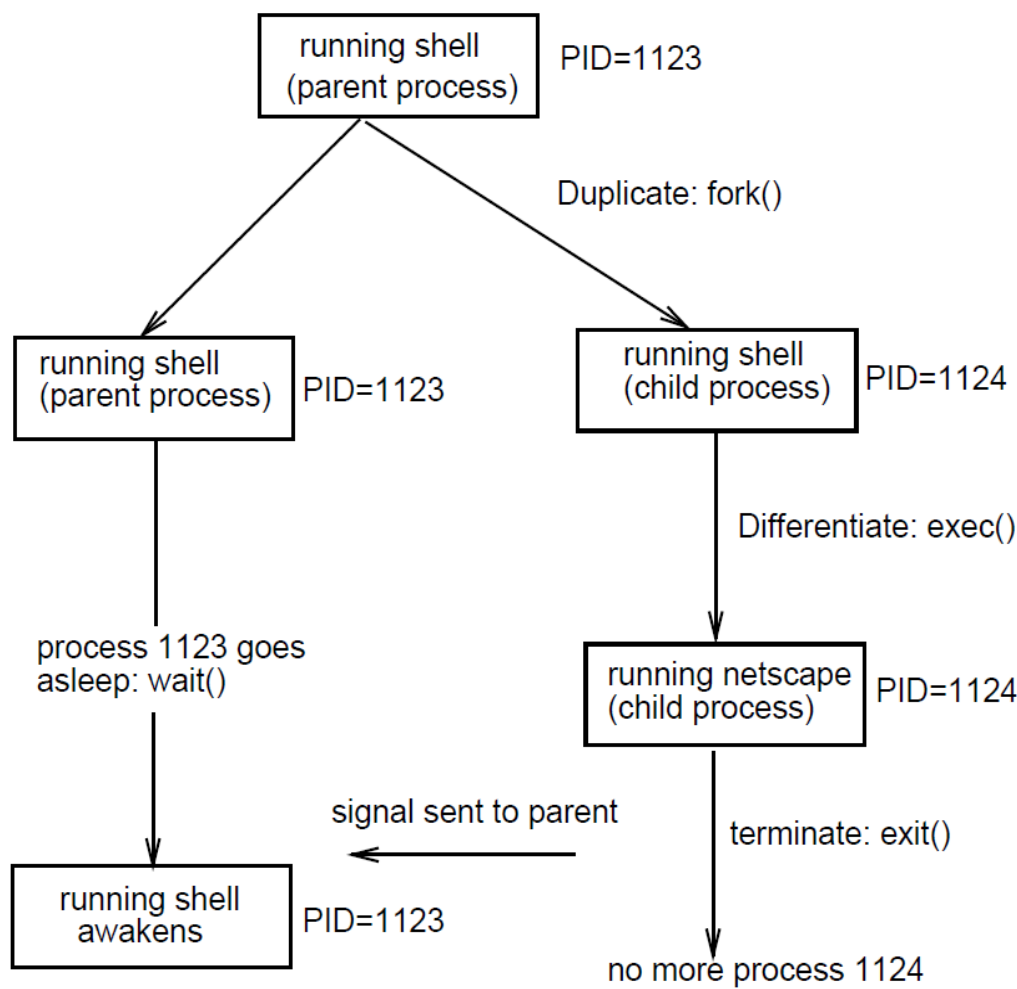 running shell
(parent process)
PID=1123
Duplicate: fork()
running shell
(parent process)
PID=1123
running shell
(child process)
PID=1124
Differentiate: exec()
process 1123 goes
asleep: wait()
running netscape
(child process)
PID=1124
signal sent to parent
terminate: exit()
running shell
awakens
PID=1123
no more process 1124